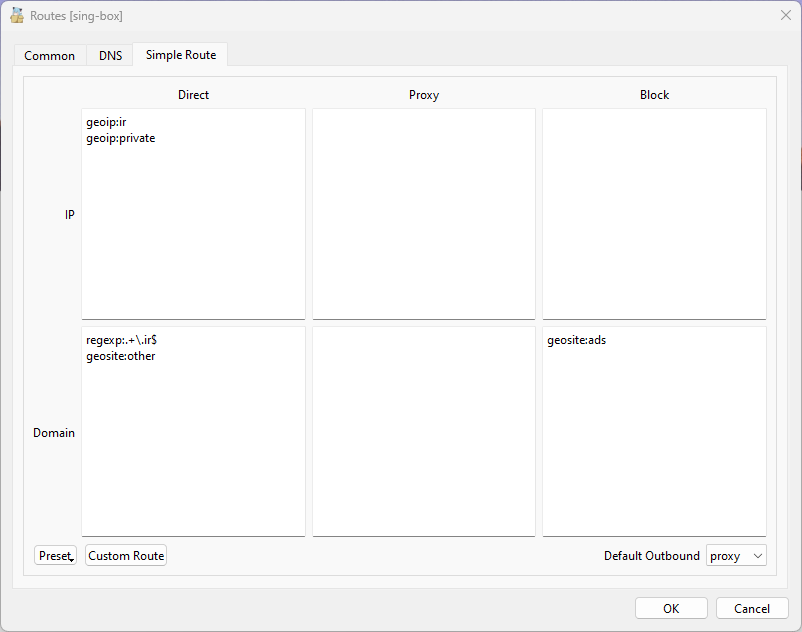 Routes [sing-box]
Common
DNS
Simple Route
Direct
Proxy
Block
IP
geoip:ir
geoip:private
Domain
regexp:.+\.ir$
geosite:other
geosite:ads
Preset
Custom Route
Default Outbound
proxy
OK
Cancel